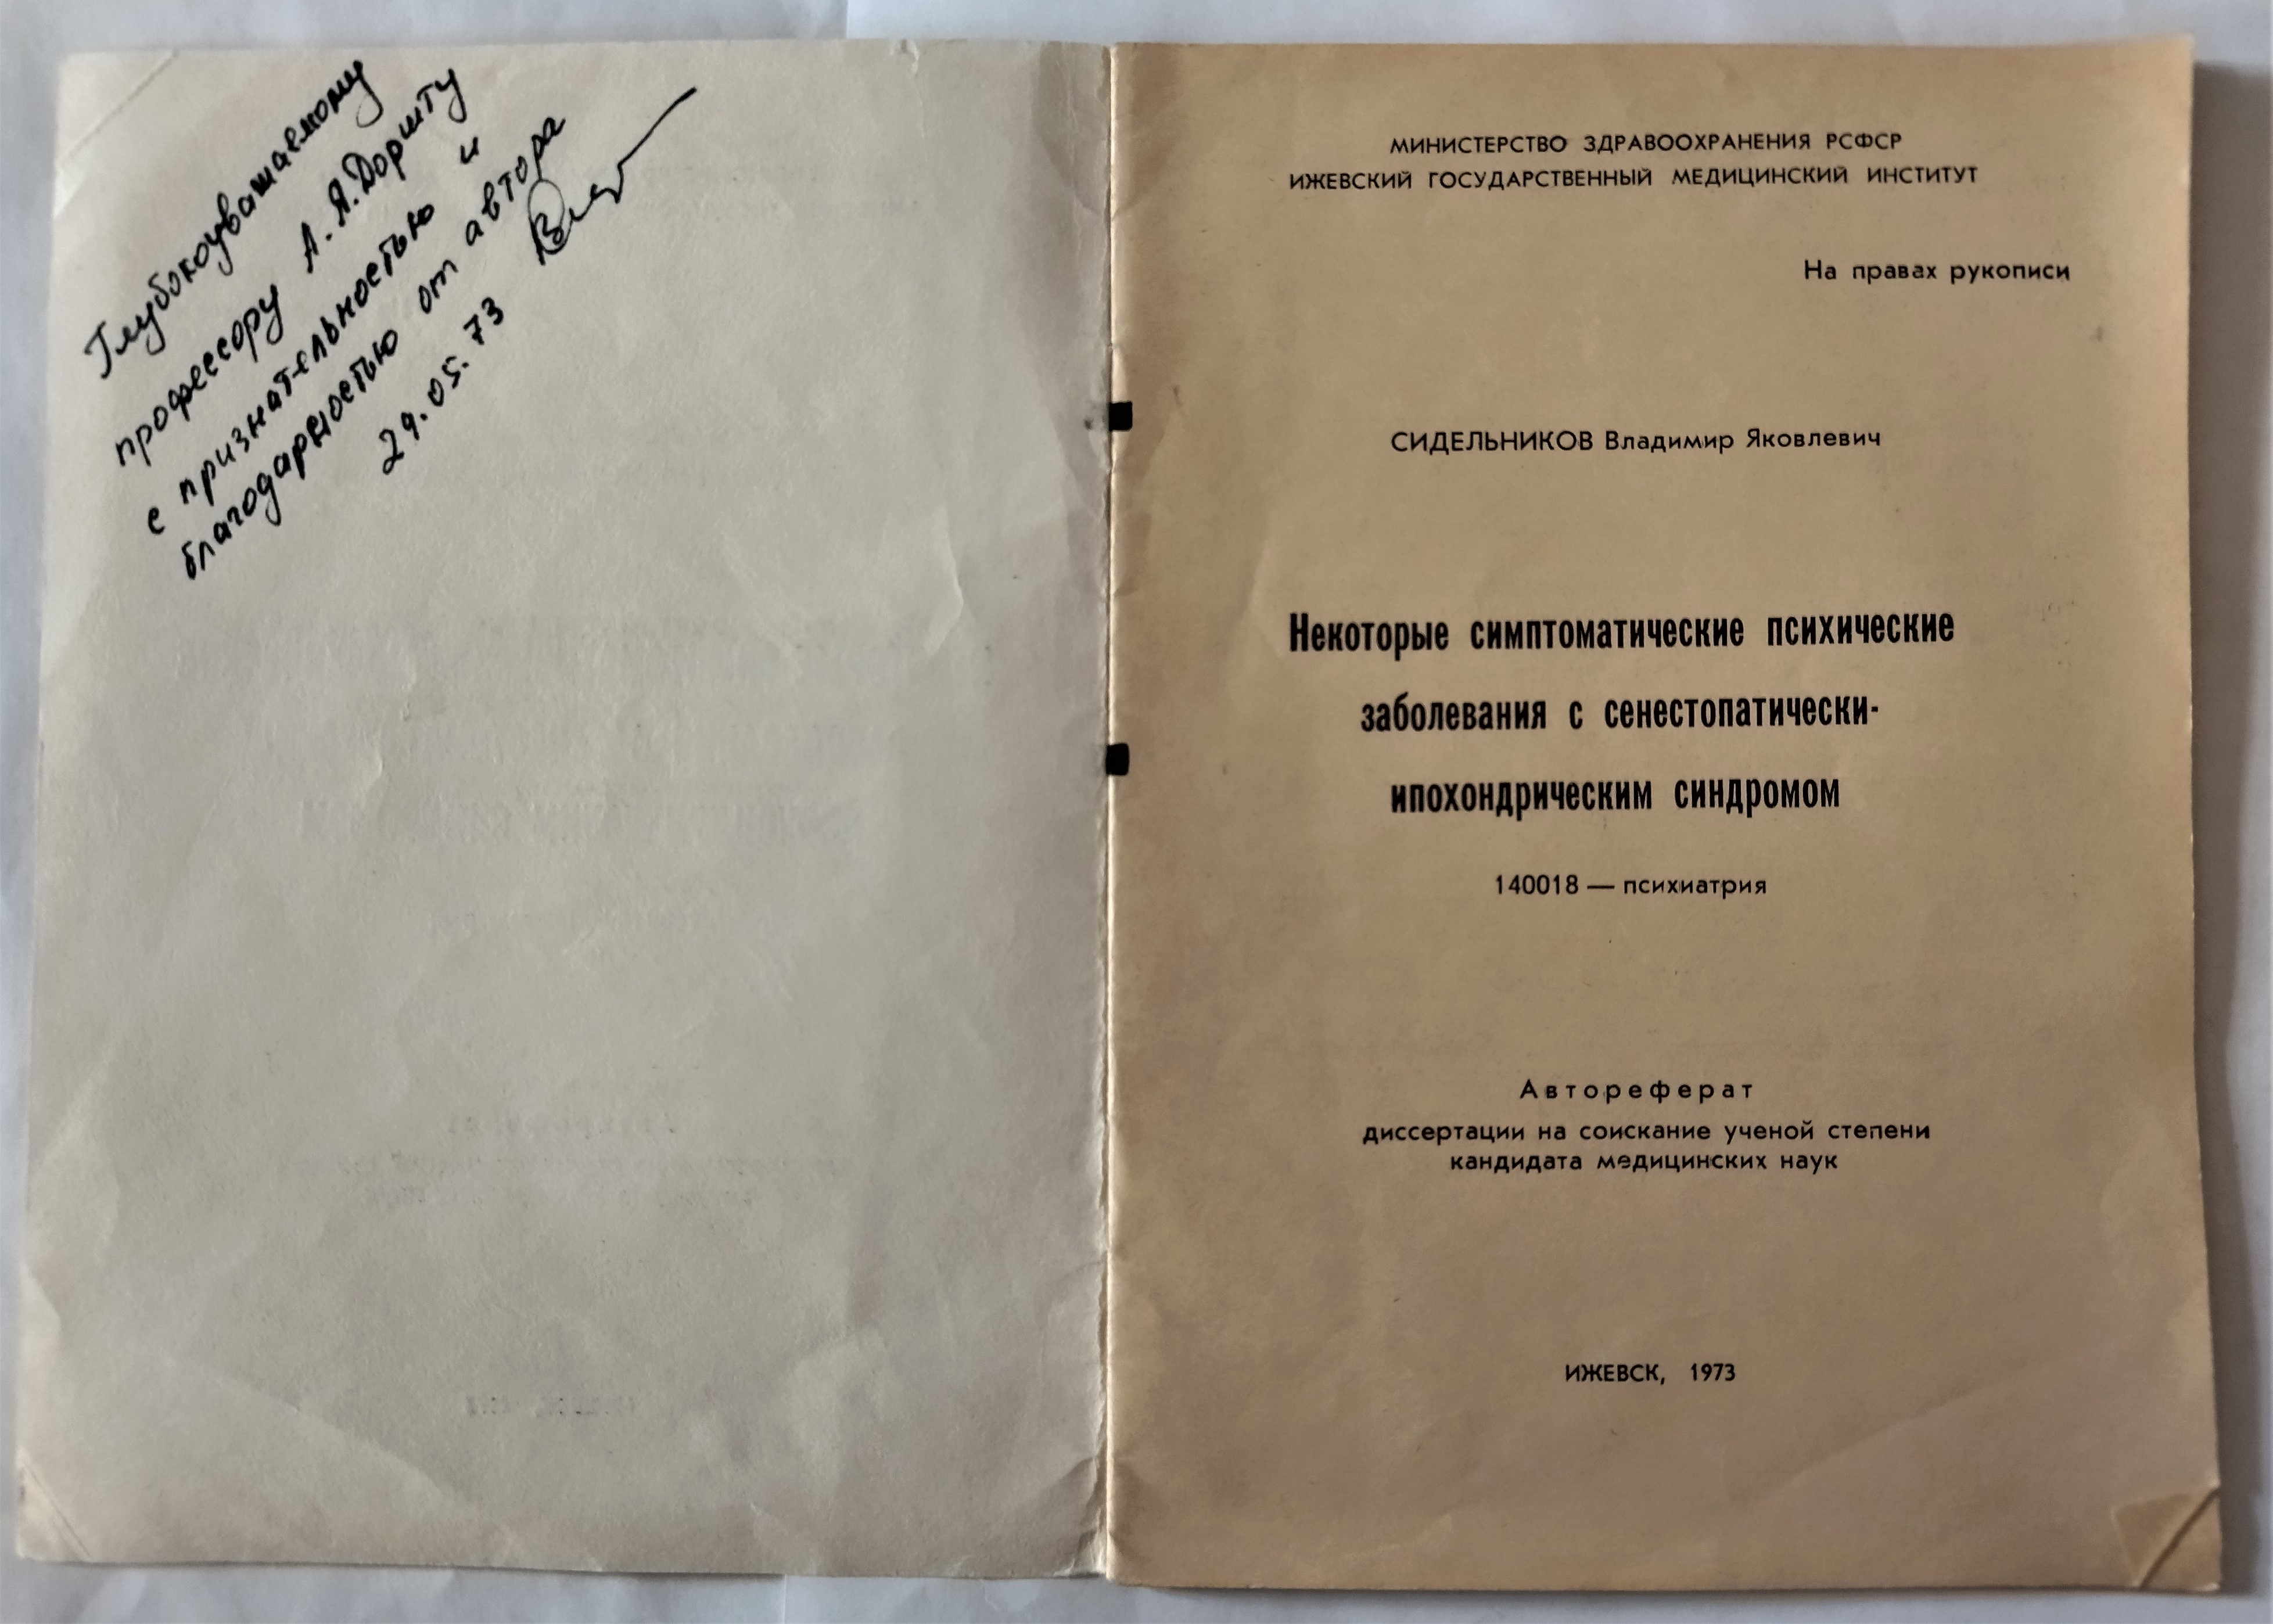 Глубокоуважаемому
профессору А. Я. Доршту
с признательностью и
благодарностью от автора
29.05.73
МИНИСТЕРСТВО ЗДРАВООХРАНЕНИЯ РСФСР
ИЖЕВСКИЙ ГОСУДАРСТВЕННЫЙ МЕДИЦИНСКИЙ ИНСТИТУТ
На правах рукописи
СИДЕЛЬНИКОВ Владимир Яковлевич
Некоторые симптоматические психические
заболевания с сенестопатически-
ипохондрическим синдромом
140018 — психиатрия
Автореферат
диссертации на соискание ученой степени
кандидата медицинских наук
ИЖЕВСК, 1973